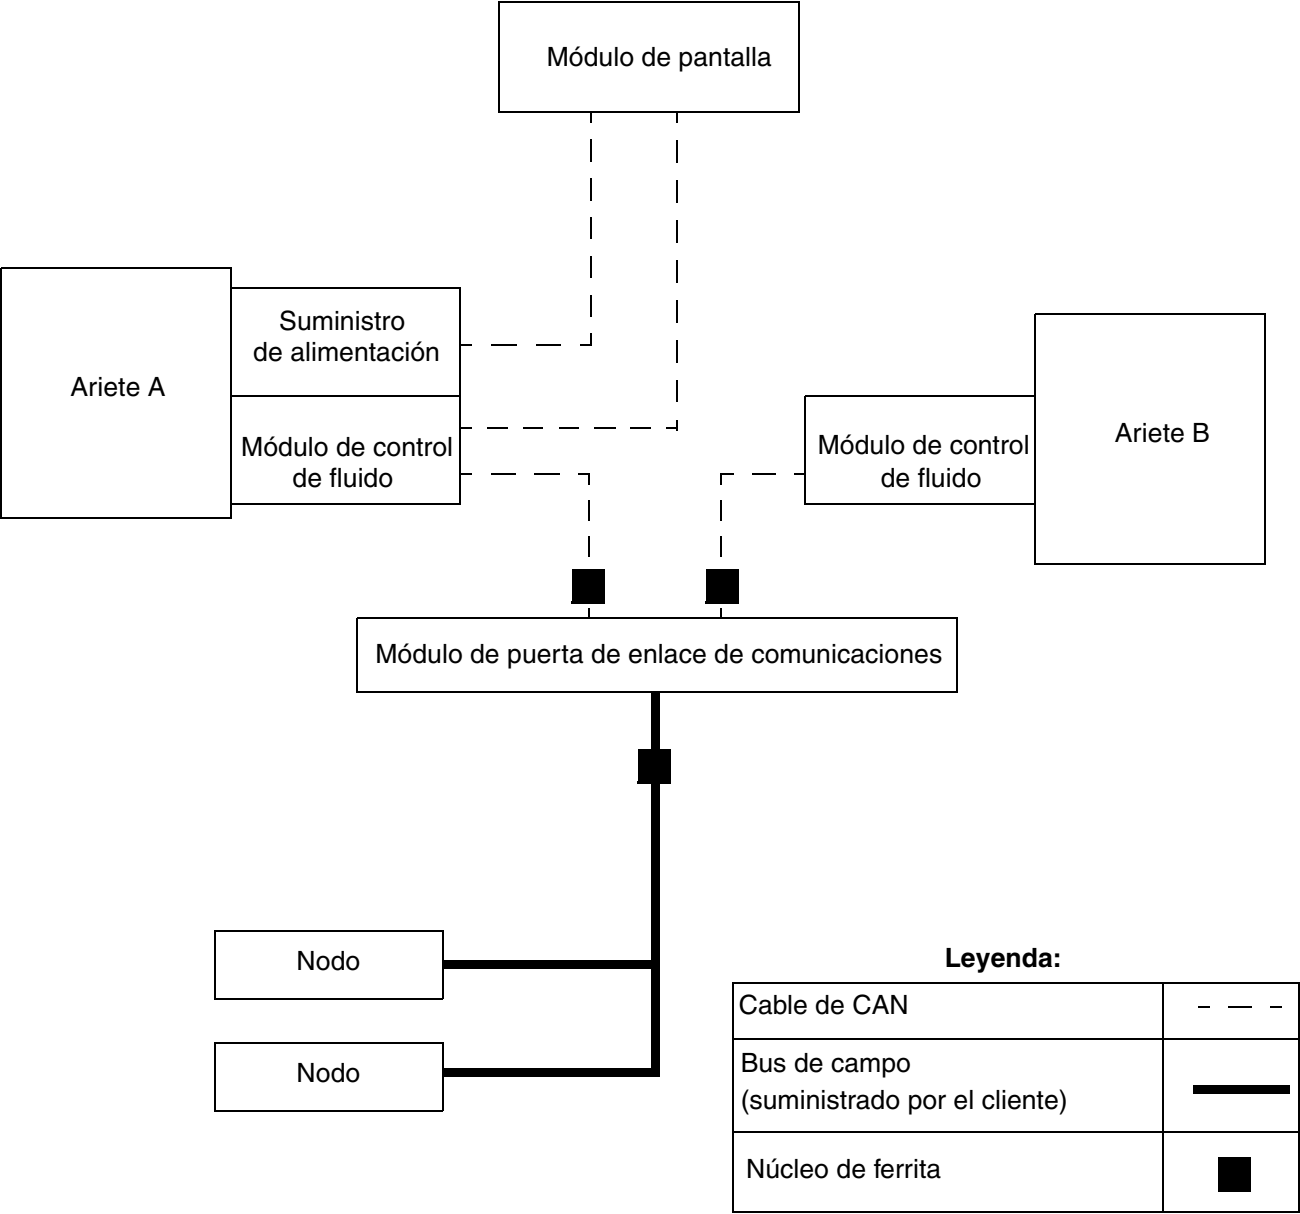 Módulo de pantalla
Suministro
de alimentación
Ariete A
Módulo de control
de fluido
Módulo de control
de fluido
Ariete B
Módulo de puerta de enlace de comunicaciones
Nodo
Nodo
Leyenda:
Cable de CAN
Bus de campo
(suministrado por el cliente)
Núcleo de ferrita